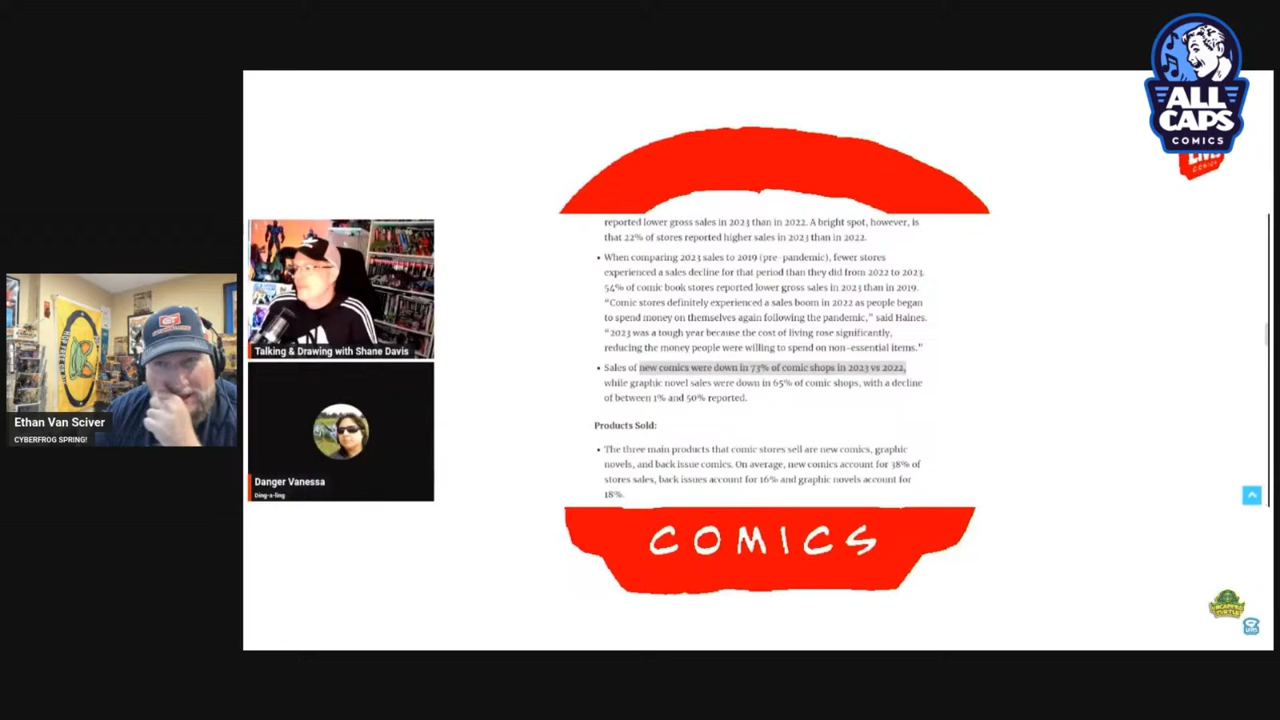 ALL
CAPS
COMICS
LIVE
COMICS
reported lower gross sales in 2023 than in 2022. A bright spot, however, is
that 22% of stores reported higher sales in 2023 than in 2022.
• When comparing 2023 sales to 2019 (pre-pandemic), fewer stores
experienced a sales decline for that period than they did from 2022 to 2023.
54% of comic book stores reported lower gross sales in 2023 than in 2019.
"Comic stores definitely experienced a sales boom in 2022 as people began
to spend money on themselves again following the pandemic," said Haines.
"2023 was a tough year because the cost of living rose significantly,
reducing the money people were willing to spend on non-essential items."
• Sales of new comics were down in 73% of comic shops in 2023 vs 2022,
while graphic novel sales were down in 65% of comic shops, with a decline
of between 1% and 50% reported.
Products Sold:
• The three main products that comic stores sell are new comics, graphic
novels, and back issue comics. On average, new comics account for 38% of
stores sales, back issues account for 16% and graphic novels account for
18%.
COMICS
Talking & Drawing with Shane Davis
Ethan Van Sciver
CYBERFROG SPRING!
Danger Vanessa
Ding-a-ling